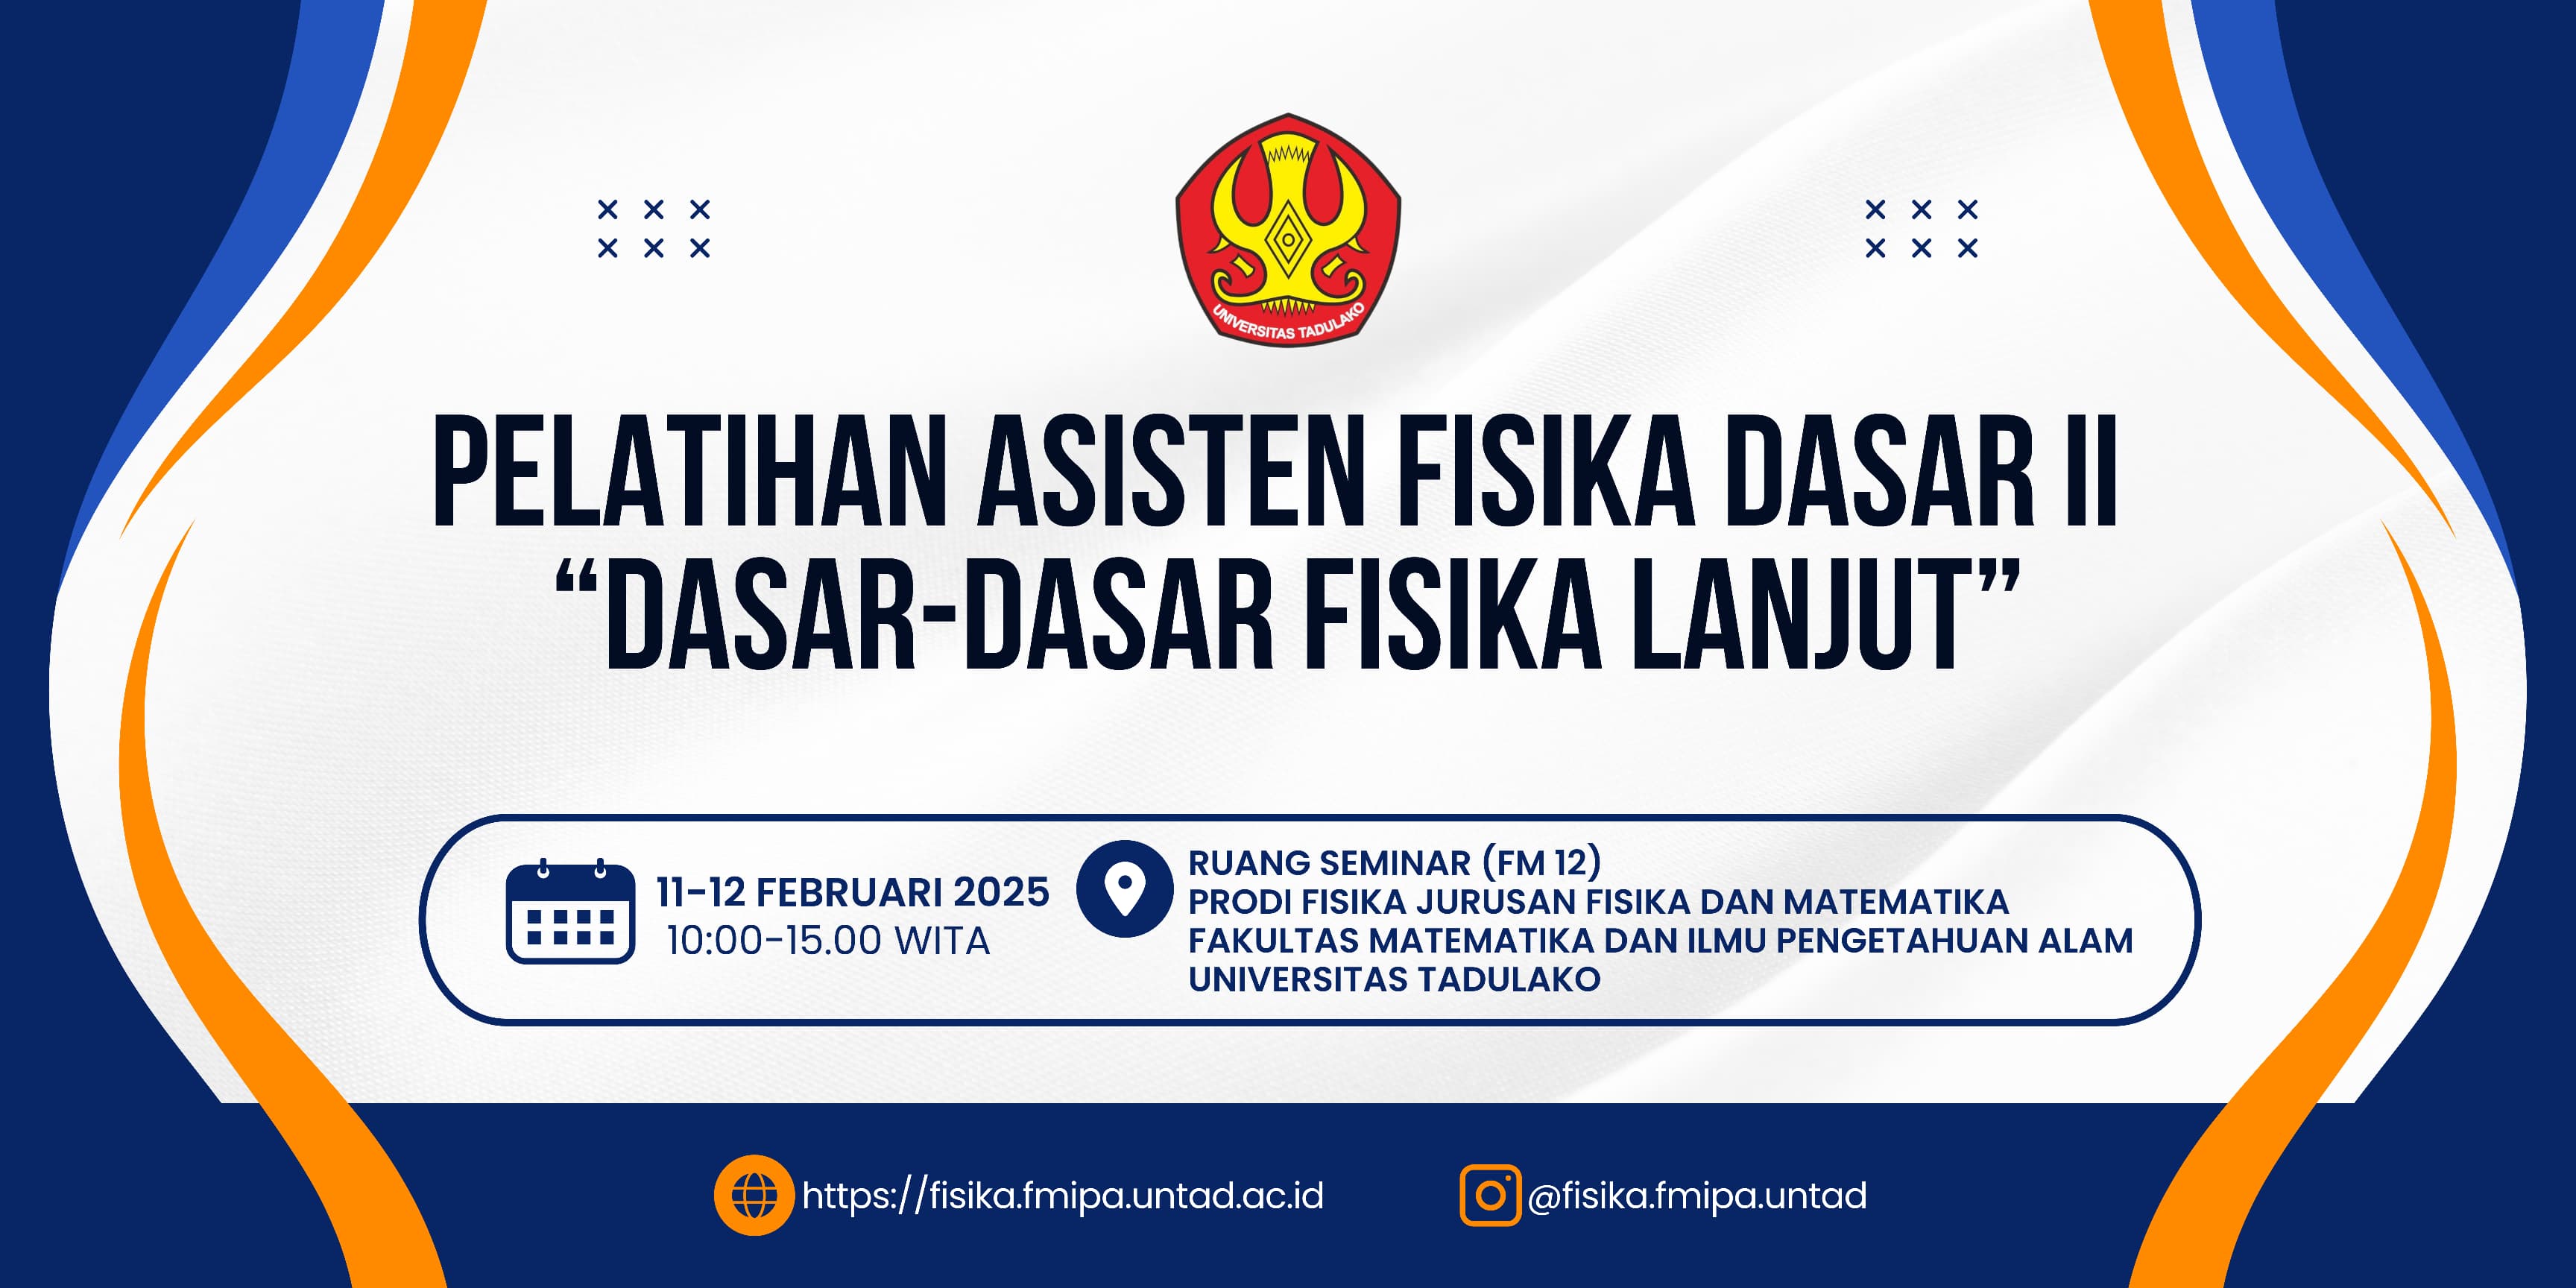 UNIVERSITAS TADULAKO
PELATIHAN ASISTEN FISIKA DASAR II
“DASAR-DASAR FISIKA LANJUT”
11-12 FEBRUARI 2025
10:00-15.00 WITA
RUANG SEMINAR (FM 12)
PRODI FISIKA JURUSAN FISIKA DAN MATEMATIKA
FAKULTAS MATEMATIKA DAN ILMU PENGETAHUAN ALAM
UNIVERSITAS TADULAKO
https://fisika.fmipa.untad.ac.id
@fisika.fmipa.untad